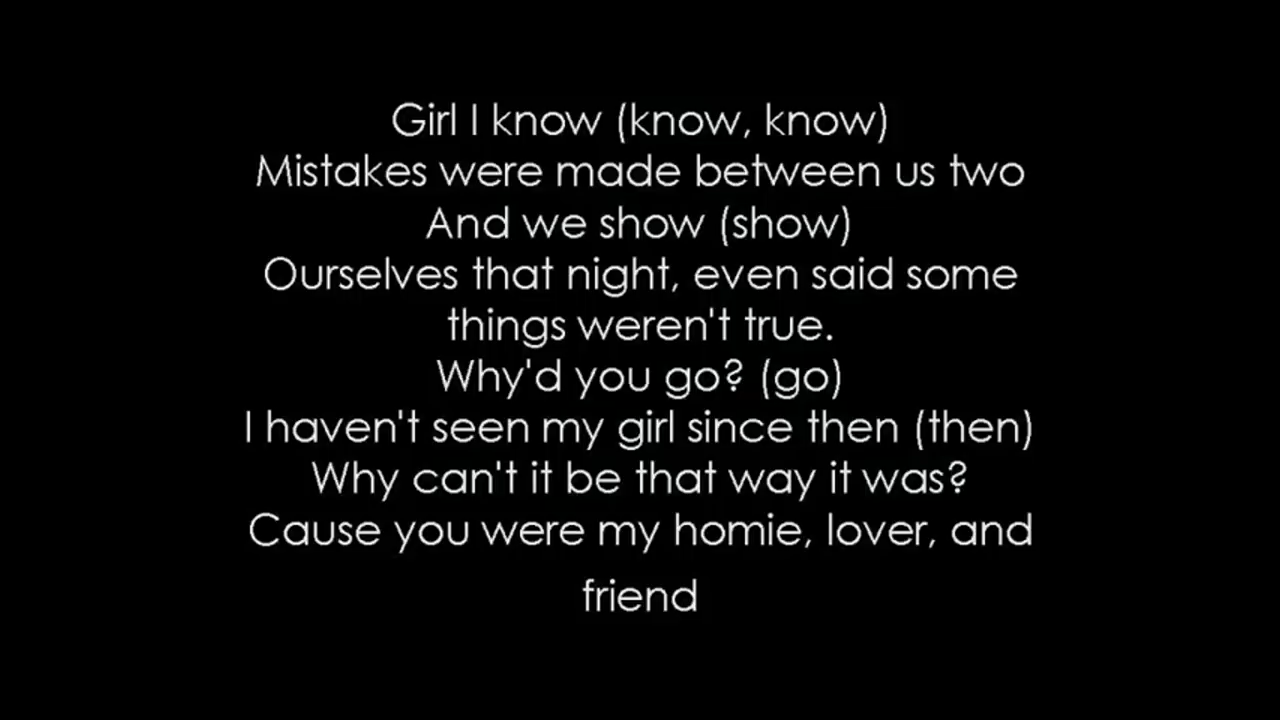 Girl I know (know, know)
Mistakes were made between us two
And we show (show)
Ourselves that night, even said some
things weren't true.
Why'd you go? (go)
I haven't seen my girl since then (then)
Why can't it be that way it was?
Cause you were my homie, lover, and
friend